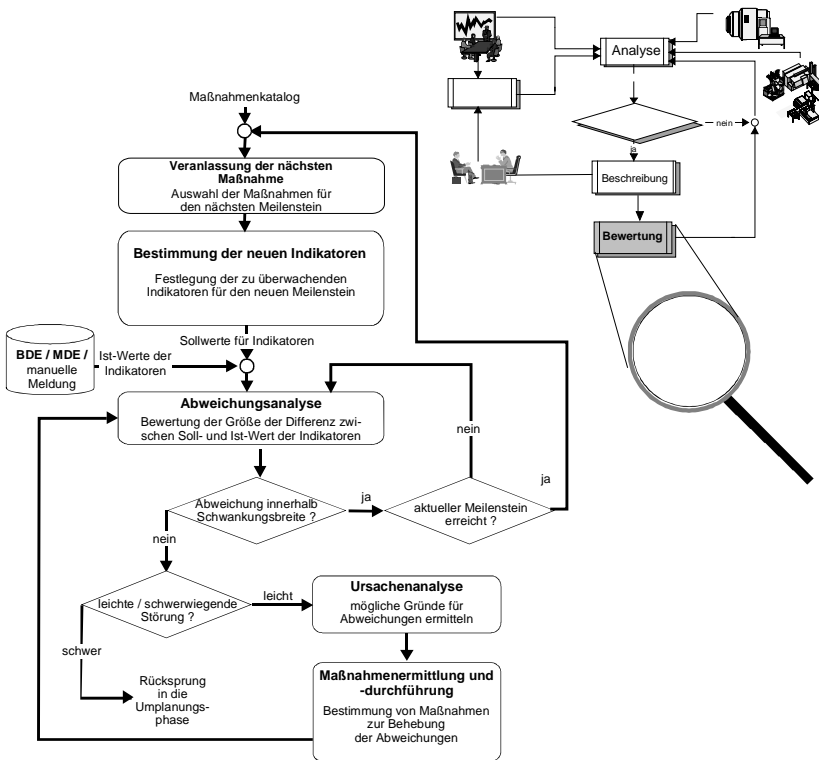 Maßnahmenkatalog
Veranlassung der nächsten
Maßnahme
Auswahl der Maßnahmen für
den nächsten Meilenstein
Bestimmung der neuen Indikatoren
Festlegung der zu überwachenden
Indikatoren für den neuen Meilenstein
Sollwerte für Indikatoren
BDE / MDE /
manuelle
Meldung
Ist-Werte der
Indikatoren
Abweichungsanalyse
Bewertung der Größe der Differenz zwi-
schen Soll- und Ist-Wert der Indikatoren
nein
ja
Abweichung innerhalb
Schwankungsbreite ?
ja
aktueller Meilenstein
erreicht ?
nein
leichte / schwerwiegende
Störung ?
leicht
Ursachenanalyse
mögliche Gründe für
Abweichungen ermitteln
schwer
Rücksprung
in die
Umplanungs-
phase
Maßnahmenermittlung und
-durchführung
Bestimmung von Maßnahmen
zur Behebung
der Abweichungen
Analyse
nein
ja
Beschreibung
Bewertung